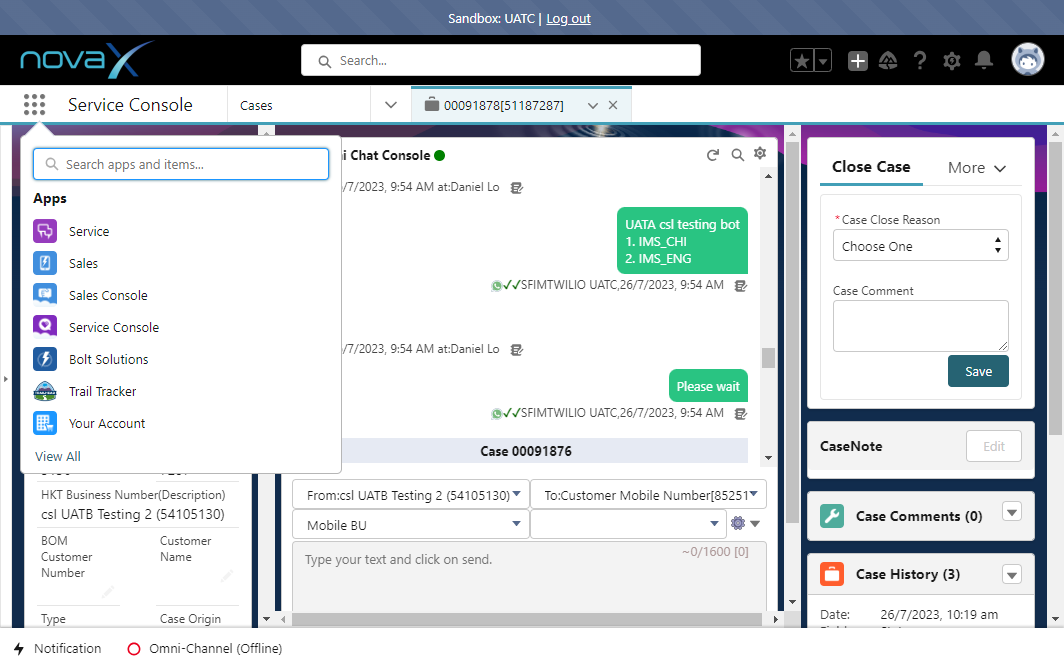 Sandbox: UATC | Log out
novaX
Search...
Service Console
Cases
00091878[51187287]
Search apps and items...
Apps
Service
Sales
Sales Console
Service Console
Bolt Solutions
Trail Tracker
Your Account
View All
HKT Business Number(Description)
csl UATB Testing 2 (54105130)
BOM
Customer
Number
Customer
Name
Type
Case Origin
i Chat Console
/7/2023, 9:54 AM at:Daniel Lo
UATA csl testing bot
1. IMS_CHI
2. IMS_ENG
✓✓SFIMTWILIO UATC,26/7/2023, 9:54 AM
/7/2023, 9:54 AM at:Daniel Lo
Please wait
✓✓SFIMTWILIO UATC,26/7/2023, 9:54 AM
Case 00091876
From:csl UATB Testing 2 (54105130)
To:Customer Mobile Number[85251
Mobile BU
Type your text and click on send.
~0/1600 [0]
Close Case
More
*Case Close Reason
Choose One
Case Comment
Save
CaseNote
Edit
Case Comments (0)
Case History (3)
Date:
26/7/2023, 10:19 am
Notification
Omni-Channel (Offline)